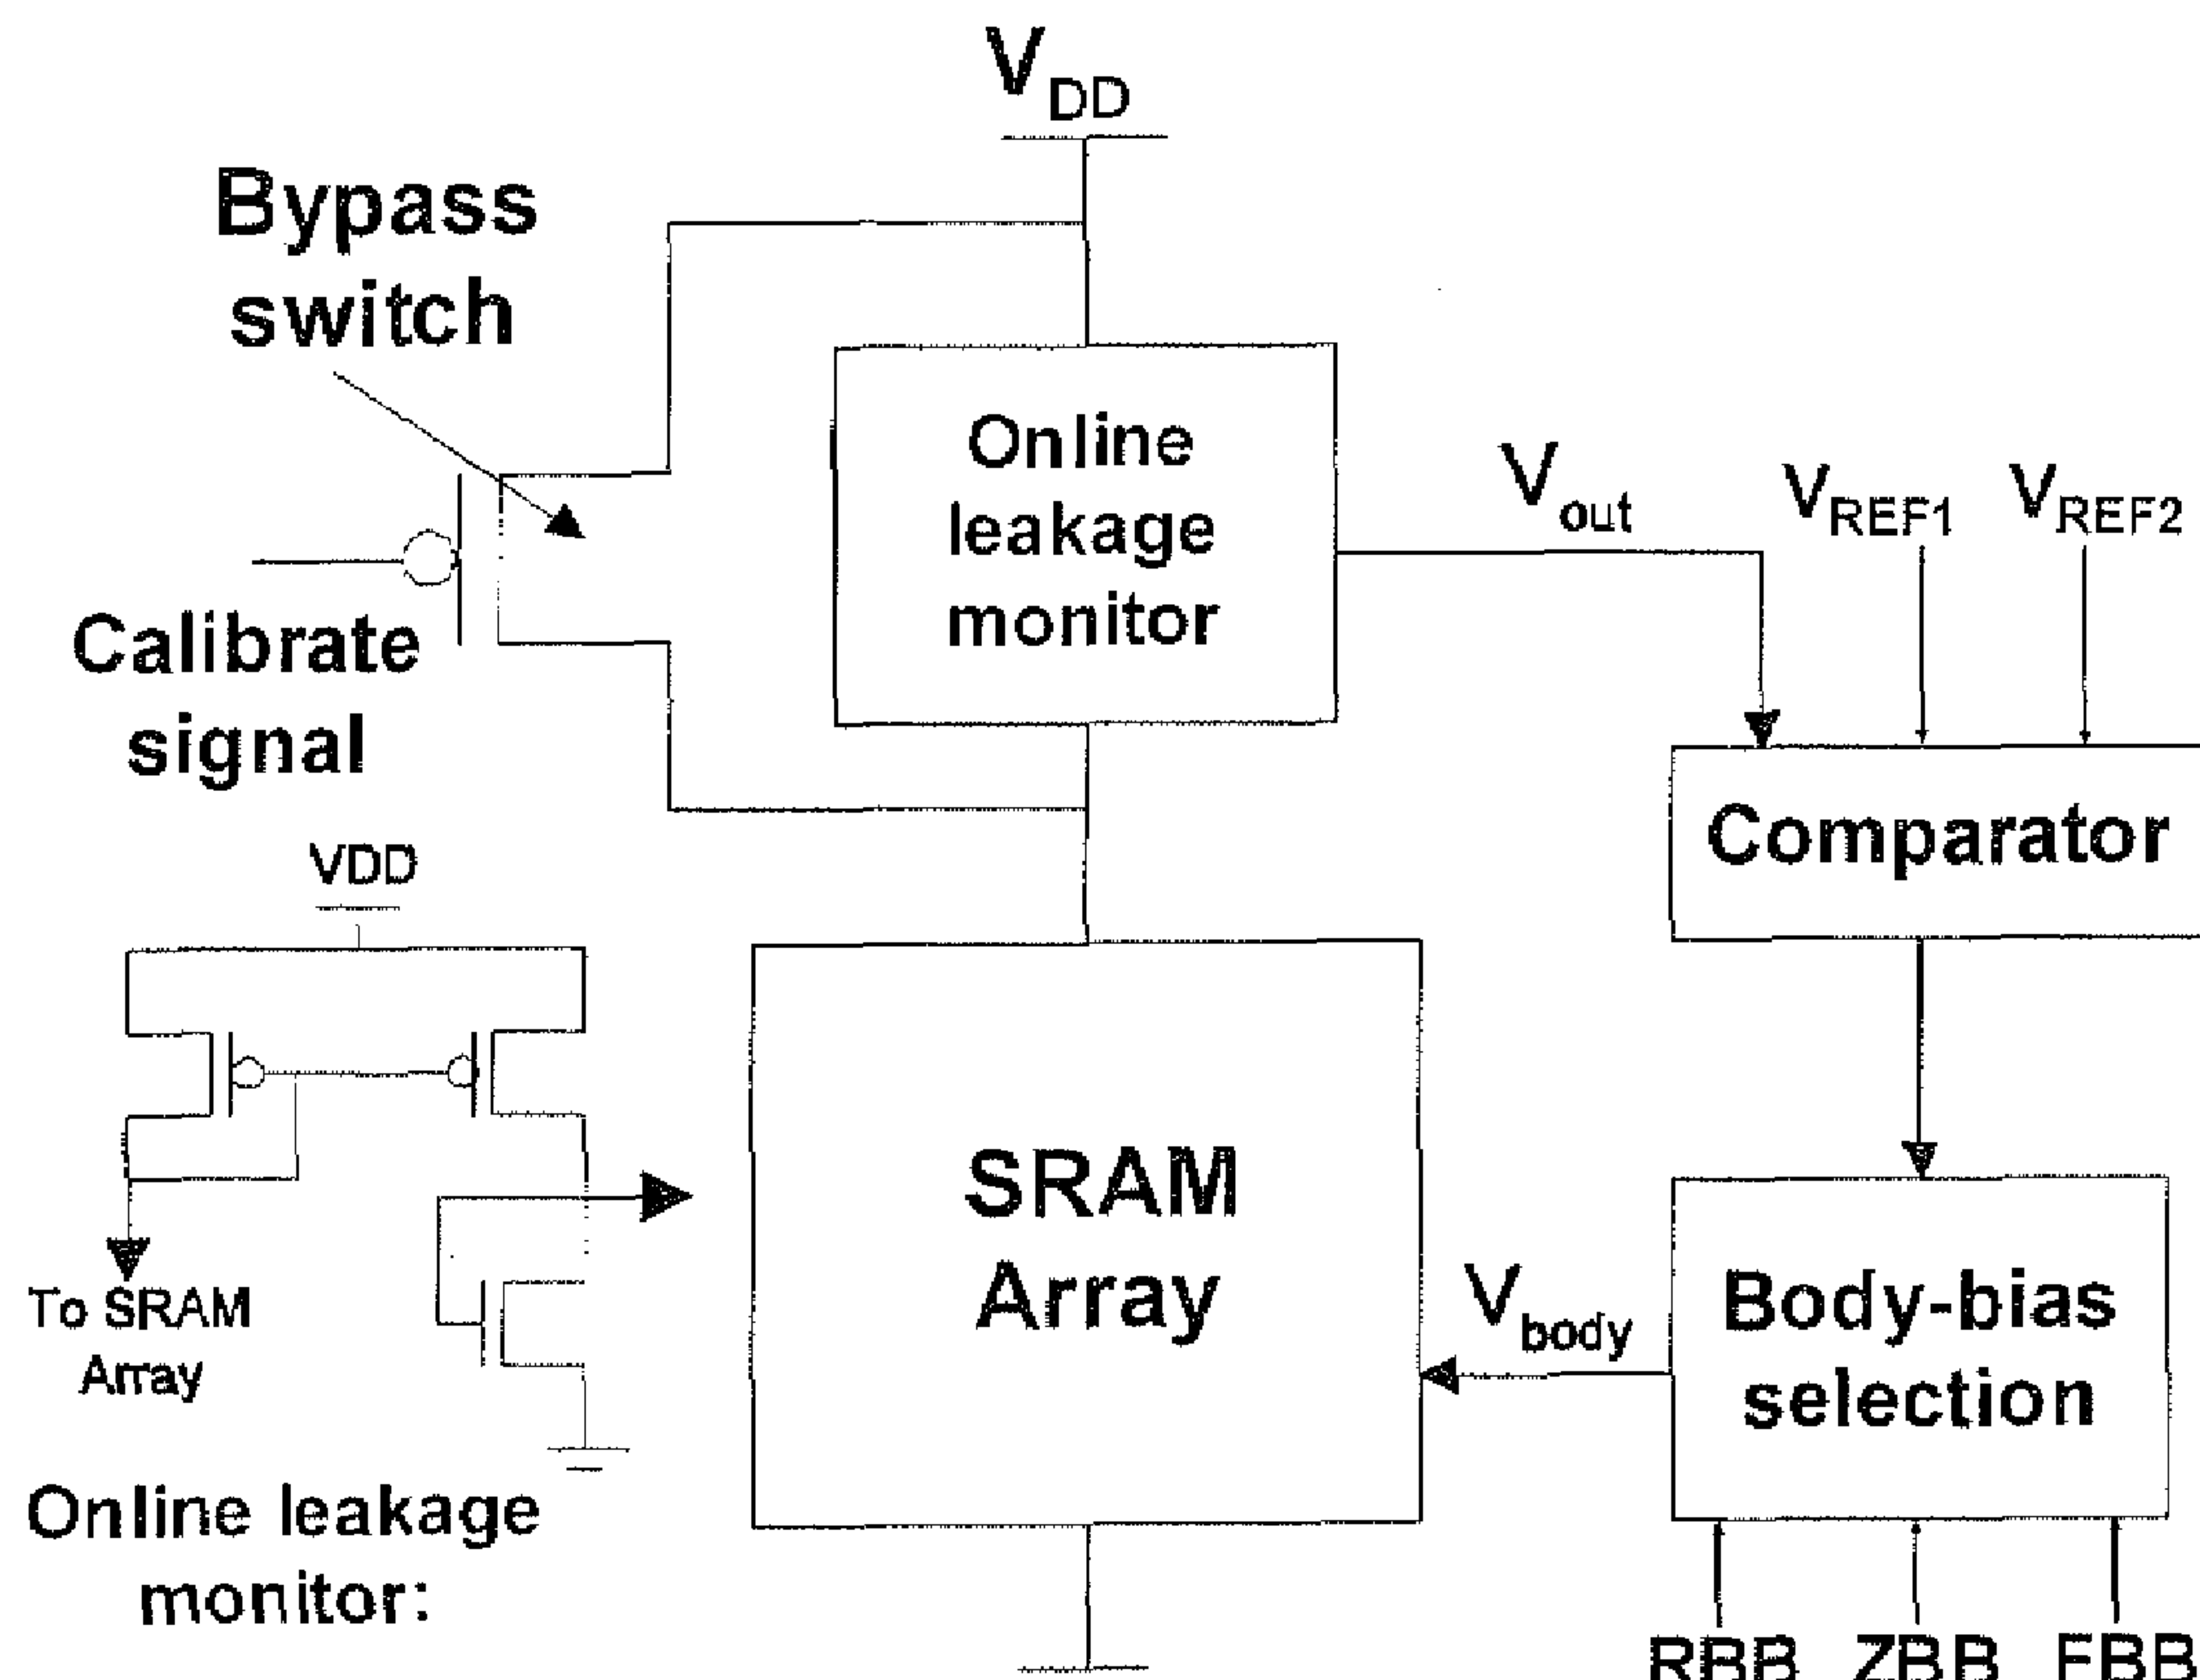 VDD
Bypass
switch
Online
leakage
monitor
Vout
VREF1
VREF2
Calibrate
signal
Comparator
VDD
SRAM
Array
To SRAM
Array
Vbody
Body-bias
selection
Online leakage
monitor:
RBB
ZBB
FBB